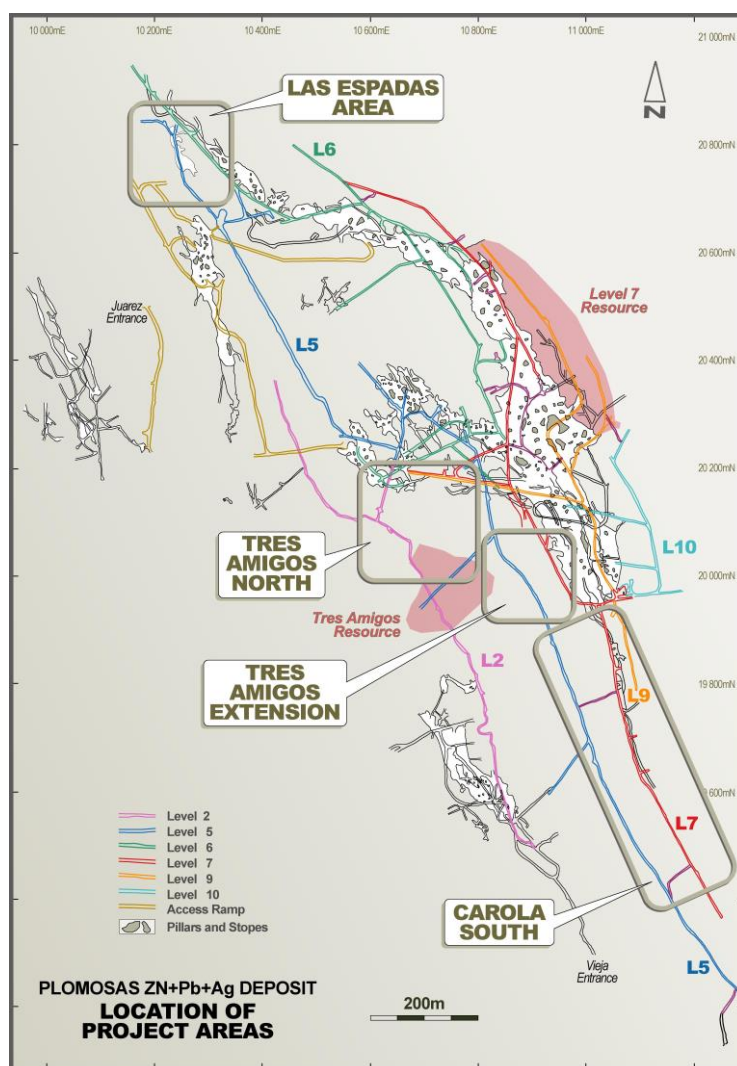 10 000mE
10 200mE
10 400mE
10 600mE
10 800mE
11 000mE
21 000mN
LAS ESPADAS
AREA
N
L6
20 800mN
20 600mN
Level 7
Resource
Juarez
Entrance
L5
20 400mN
20 200mN
TRES
AMIGOS
NORTH
L10
20 000mN
Tres Amigos
Resource
TRES
AMIGOS
EXTENSION
L2
L9
19 800mN
600mN
L7
Level 2
Level 5
Level 6
Level 7
Level 9
Level 10
Access Ramp
Pillars and Stopes
CAROLA
SOUTH
Vieja
Entrance
L5
PLOMOSAS ZN+Pb+Ag DEPOSIT
LOCATION OF
PROJECT AREAS
200m